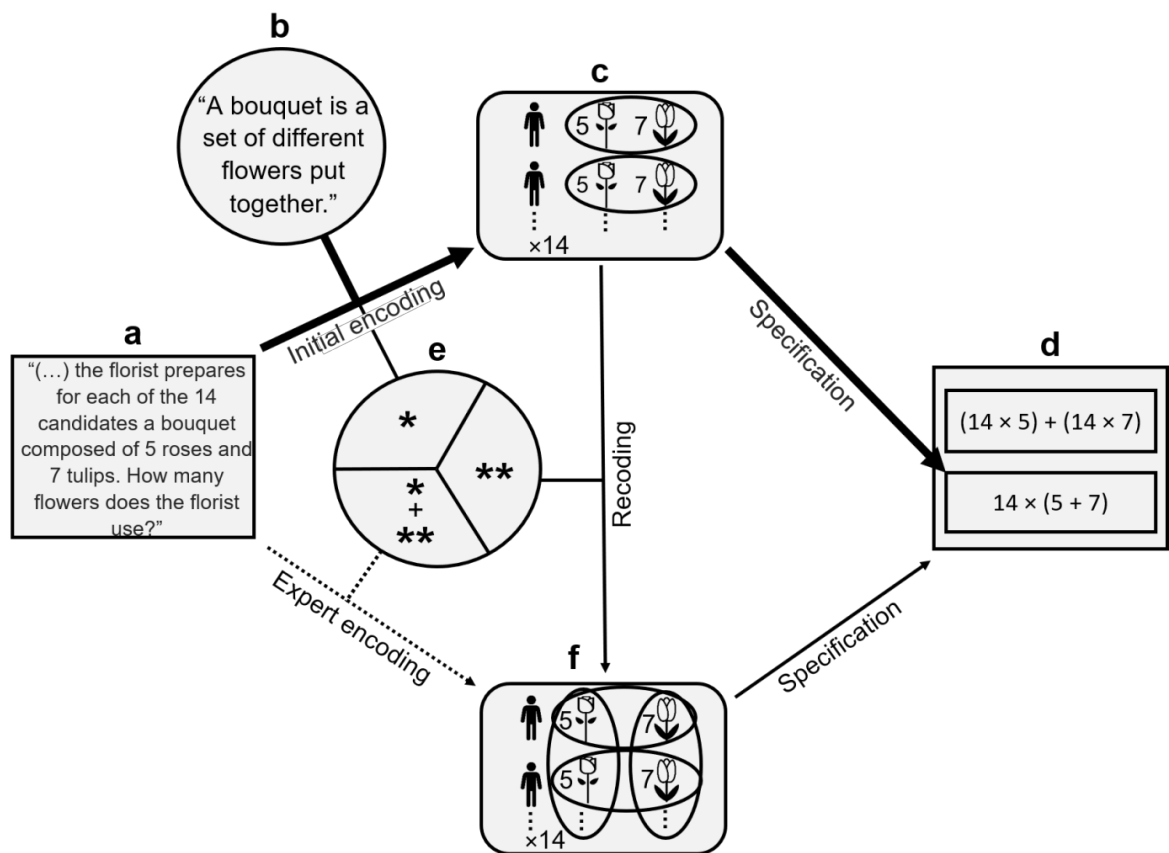 b
“A bouquet is a
set of different
flowers put
together.”
c
5 7
5 7
×14
Initial encoding
Specification
a
“(…) the florist prepares
for each of the 14
candidates a bouquet
composed of 5 roses and
7 tulips. How many
flowers does the florist
use?”
e
*
**
*
+
**
Recoding
d
(14 × 5) + (14 × 7)
14 × (5 + 7)
Expert encoding
Specification
f
5 7
5 7
×14